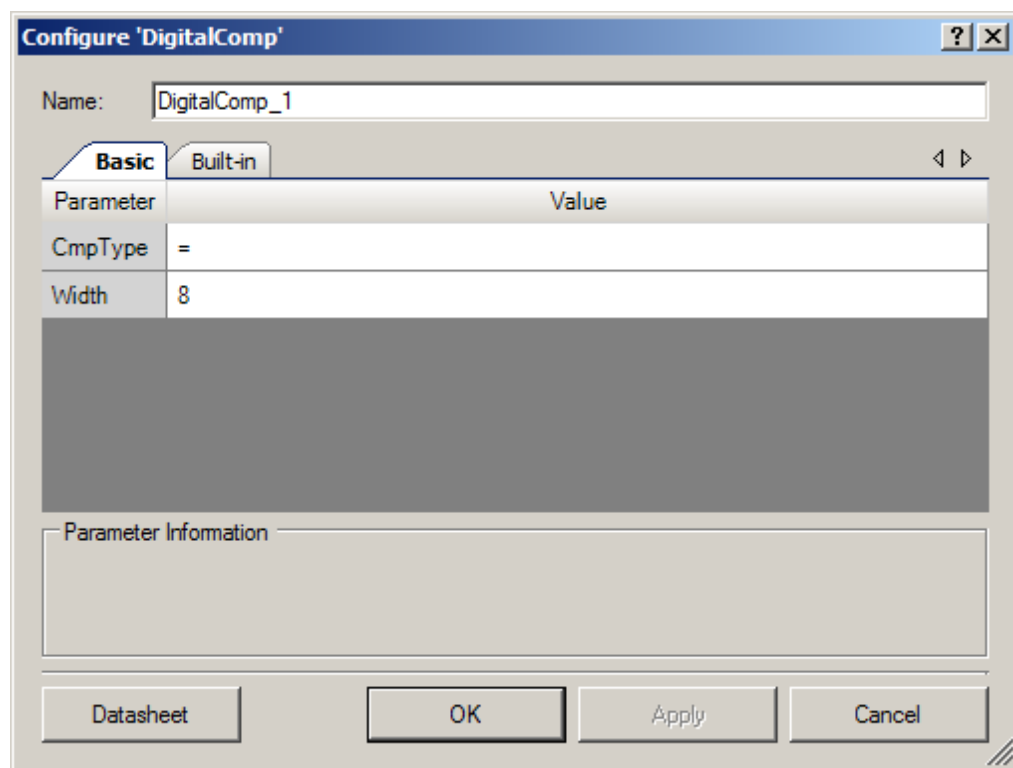 Configure 'DigitalComp'
Name: DigitalComp_1
Basic Built-in
Parameter Value
CmpType =
Width 8
Parameter Information
Datasheet OK Apply Cancel